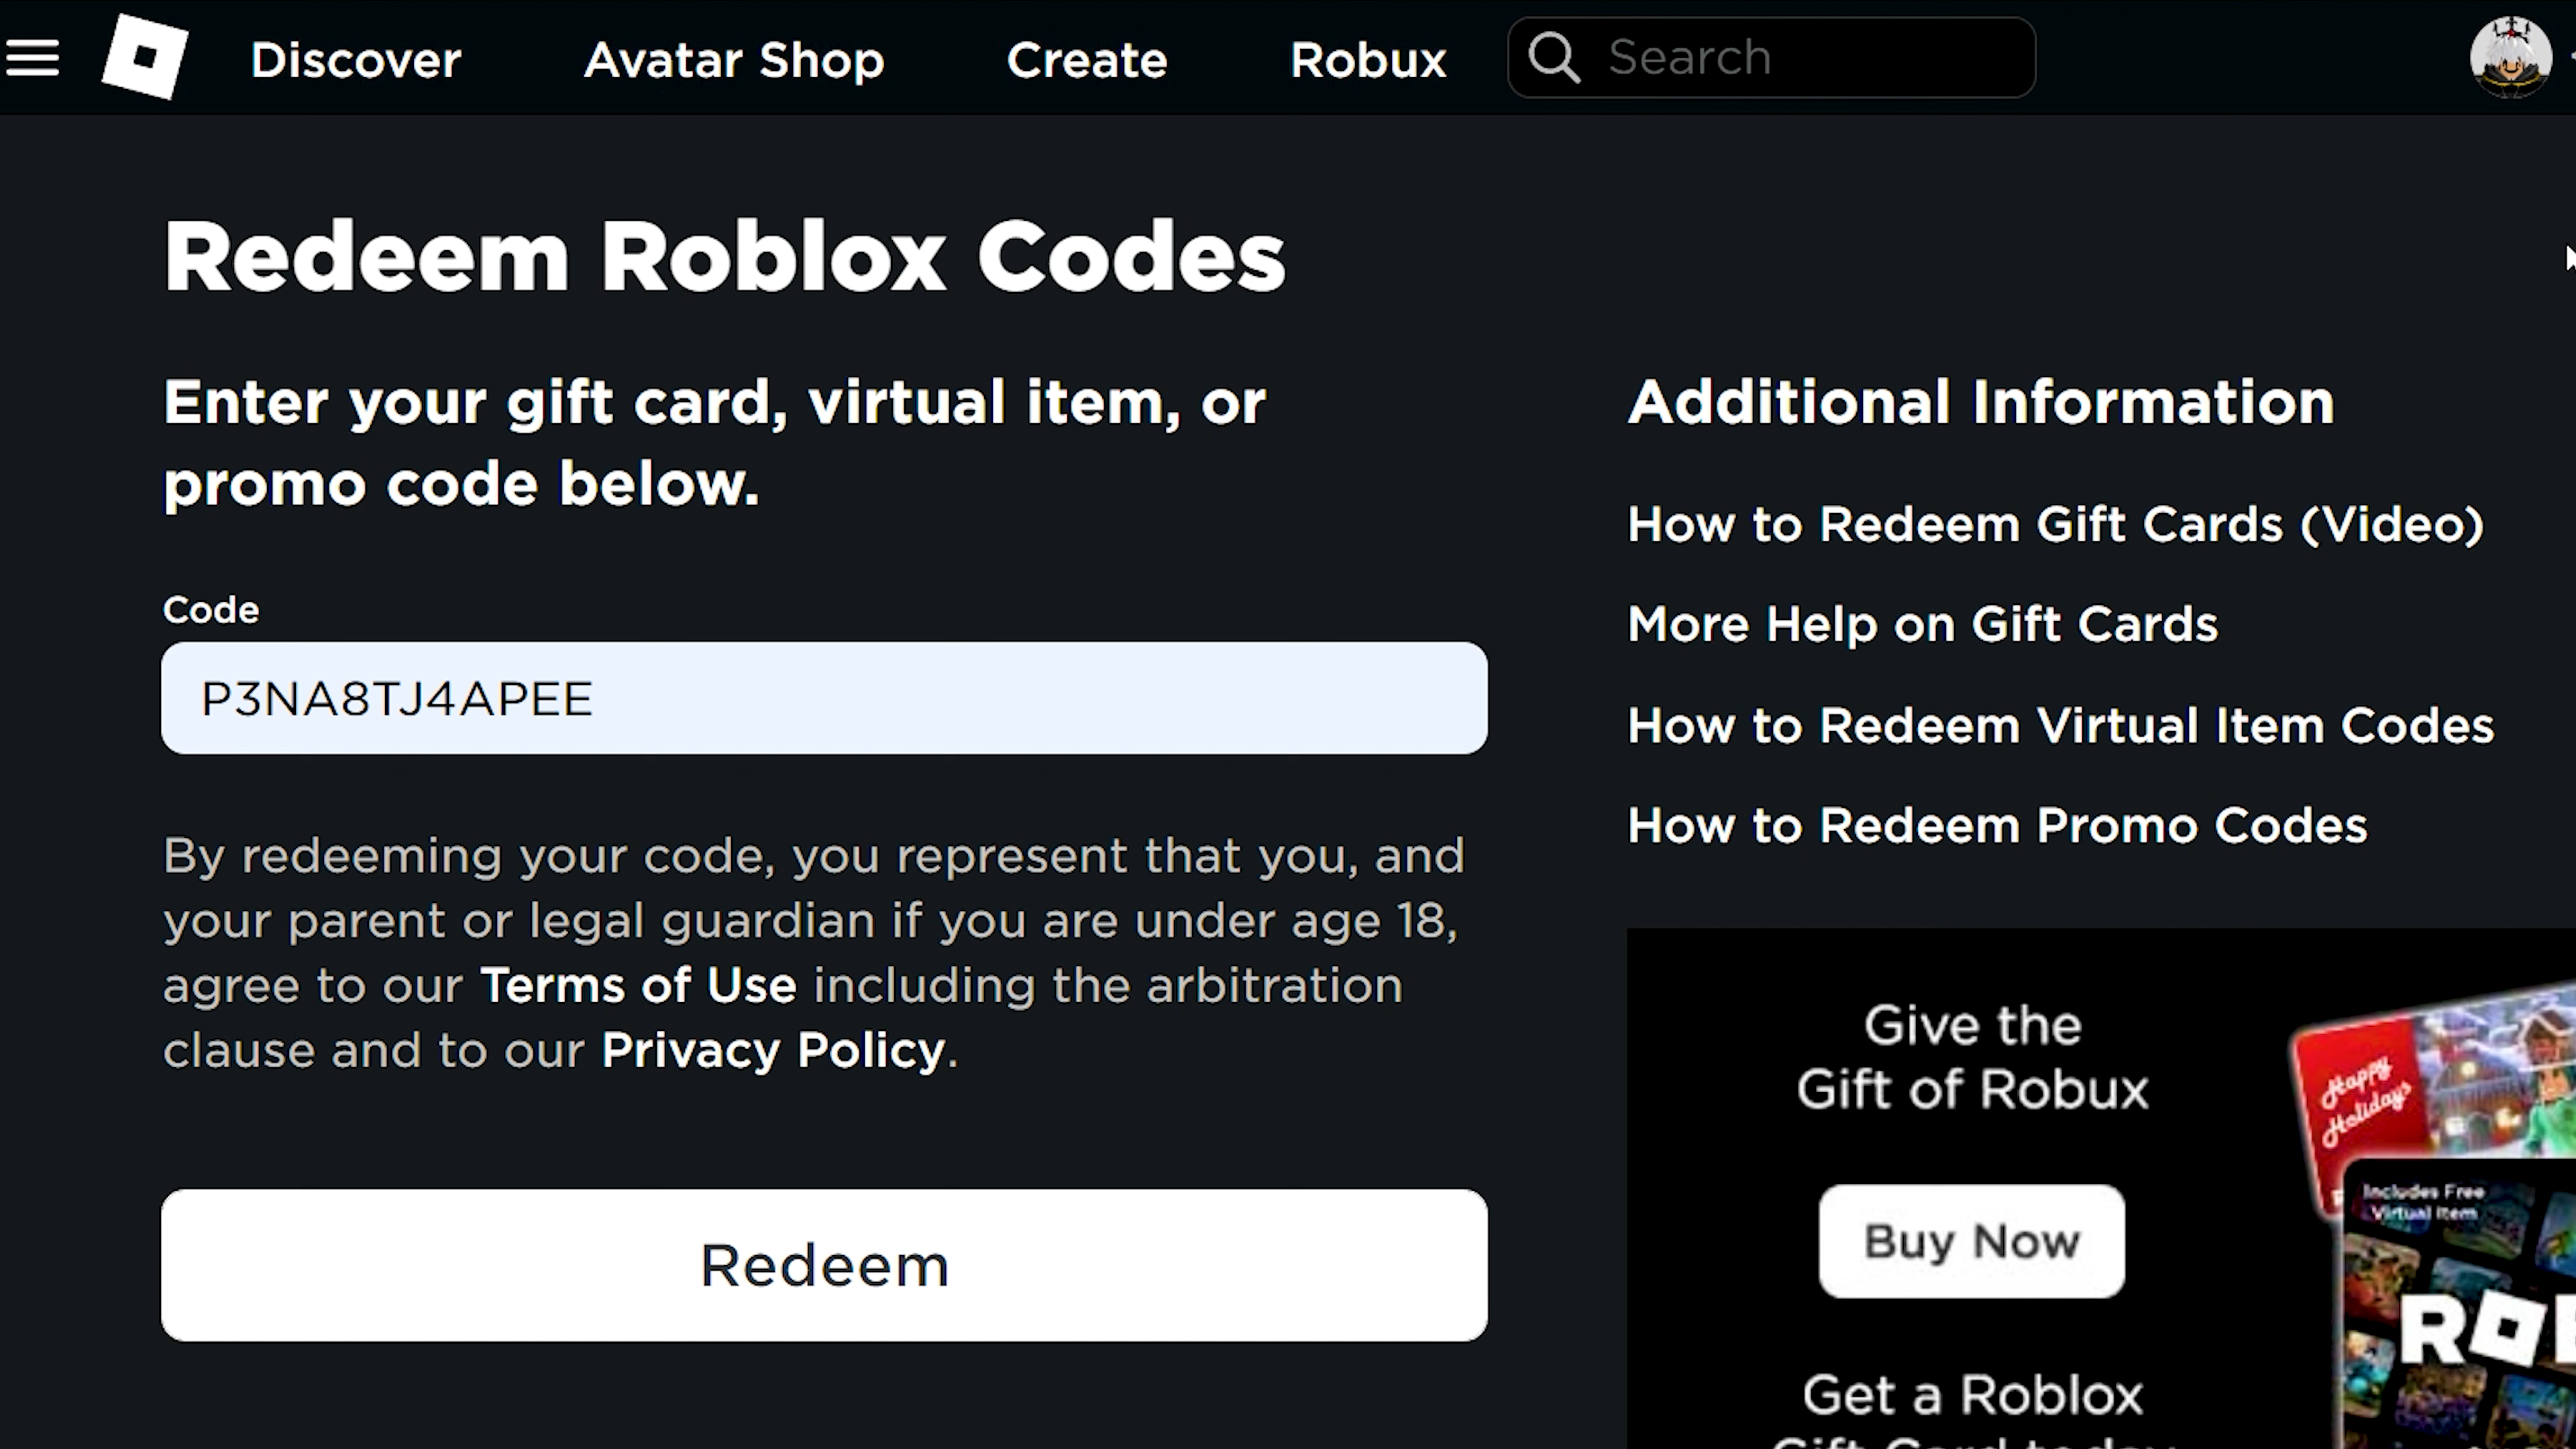 Discover
Avatar Shop
Create
Robux
Search
Redeem Roblox Codes
Enter your gift card, virtual item, or
promo code below.
Code
P3NA8TJ4APEE
By redeeming your code, you represent that you, and
your parent or legal guardian if you are under age 18,
agree to our Terms of Use including the arbitration
clause and to our Privacy Policy.
Redeem
Additional Information
How to Redeem Gift Cards (Video)
More Help on Gift Cards
How to Redeem Virtual Item Codes
How to Redeem Promo Codes
Give the
Gift of Robux
Buy Now
Get a Roblox
Gift Card today
Happy
Holidays
Includes Free
Virtual Item